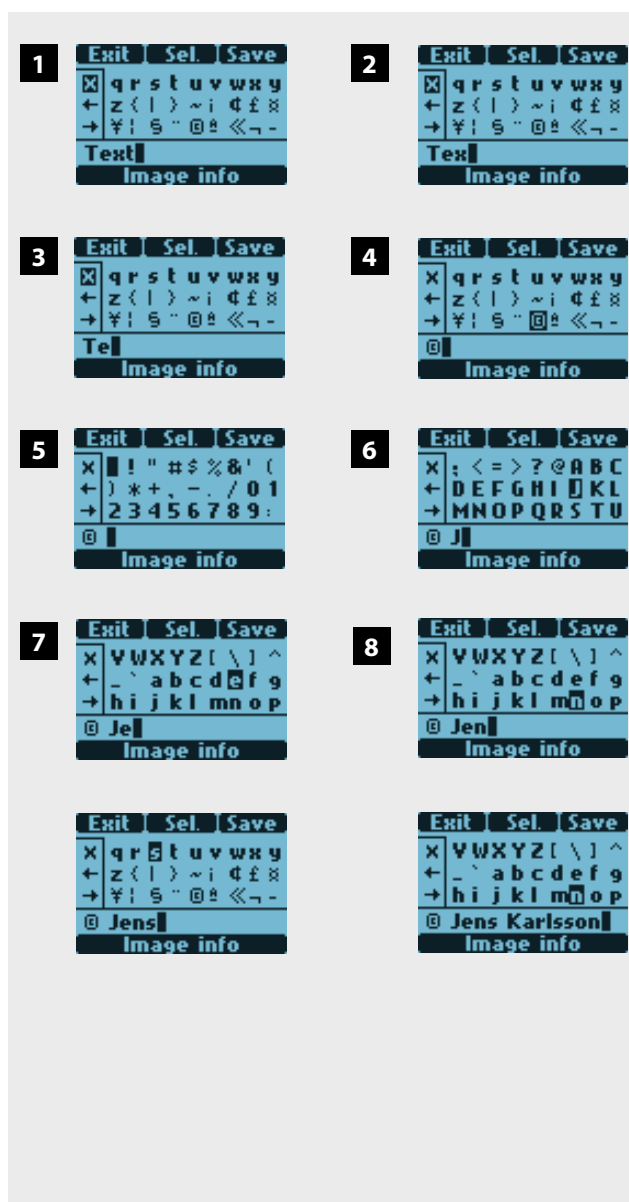 1
Exit Sel. Save
x q r s t u v w x y
← z { | } ~ ¡ ¢ £ ¤
→ ¥ ¦ § ¨ © ª « ¬ -
Text
Image info
2
Exit Sel. Save
x q r s t u v w x y
← z { | } ~ ¡ ¢ £ ¤
→ ¥ ¦ § ¨ © ª « ¬ -
Tex
Image info
3
Exit Sel. Save
x q r s t u v w x y
← z { | } ~ ¡ ¢ £ ¤
→ ¥ ¦ § ¨ © ª « ¬ -
Te
Image info
4
Exit Sel. Save
x q r s t u v w x y
← z { | } ~ ¡ ¢ £ ¤
→ ¥ ¦ § ¨ © ª « ¬ -
©
Image info
5
Exit Sel. Save
x ! " # $ % & ' (
← ) * + , - . / 0 1
→ 2 3 4 5 6 7 8 9 :
©
Image info
6
Exit Sel. Save
x ; < = > ? @ A B C
← D E F G H I J K L
→ M N O P Q R S T U
© J
Image info
7
Exit Sel. Save
x V W X Y Z [ \ ] ^
← _ ` a b c d e f g
→ h i j k l m n o p
© Je
Image info
8
Exit Sel. Save
x V W X Y Z [ \ ] ^
← _ ` a b c d e f g
→ h i j k l m n o p
© Jen
Image info
Exit Sel. Save
x q r s t u v w x y
← z { | } ~ ¡ ¢ £ ¤
→ ¥ ¦ § ¨ © ª « ¬ -
© Jens
Image info
Exit Sel. Save
x V W X Y Z [ \ ] ^
← _ ` a b c d e f g
→ h i j k l m n o p
© Jens Karlsson
Image info